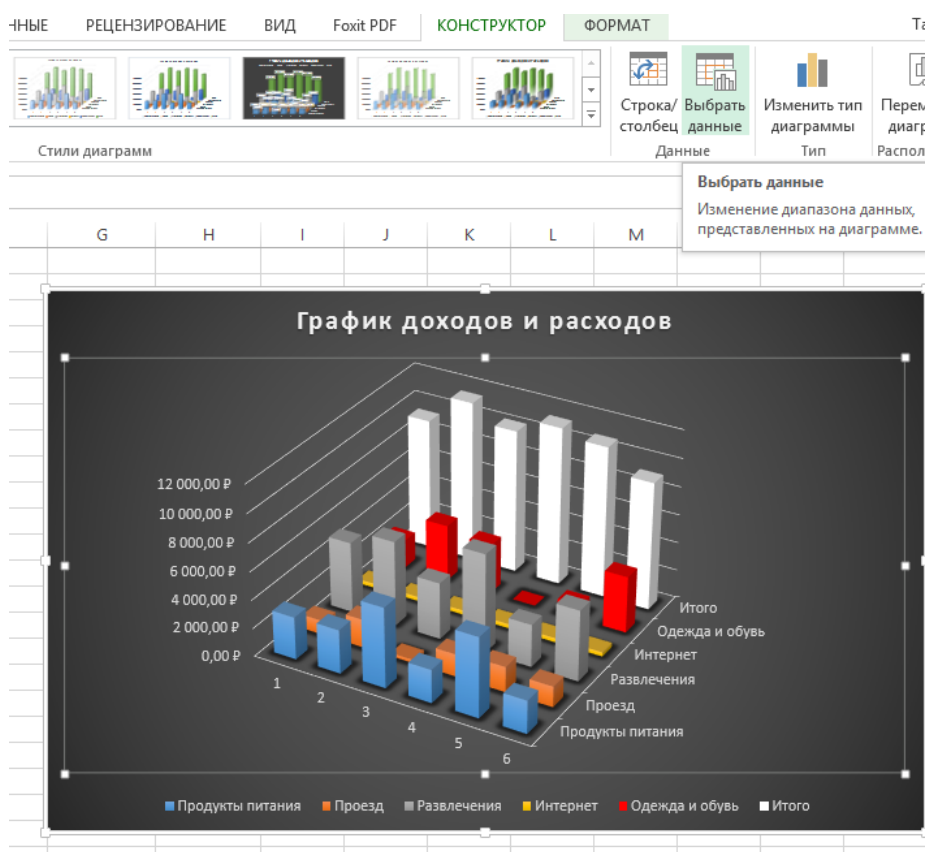 ННЫЕ РЕЦЕНЗИРОВАНИЕ ВИД Foxit PDF КОНСТРУКТОР ФОРМАТ Та
Строка/ Выбрать Изменить тип Перем
столбец данные диаграммы диагр
Стили диаграмм Данные Тип Распол
Выбрать данные
Изменение диапазона данных,
представленных на диаграмме.
G H I J K L M
График доходов и расходов
12 000,00 ₽
10 000,00 ₽
8 000,00 ₽
6 000,00 ₽
4 000,00 ₽
2 000,00 ₽
0,00 ₽
1
2
3
4
5
6
Итого
Одежда и обувь
Интернет
Развлечения
Проезд
Продукты питания
Продукты питания Проезд Развлечения Интернет Одежда и обувь Итого